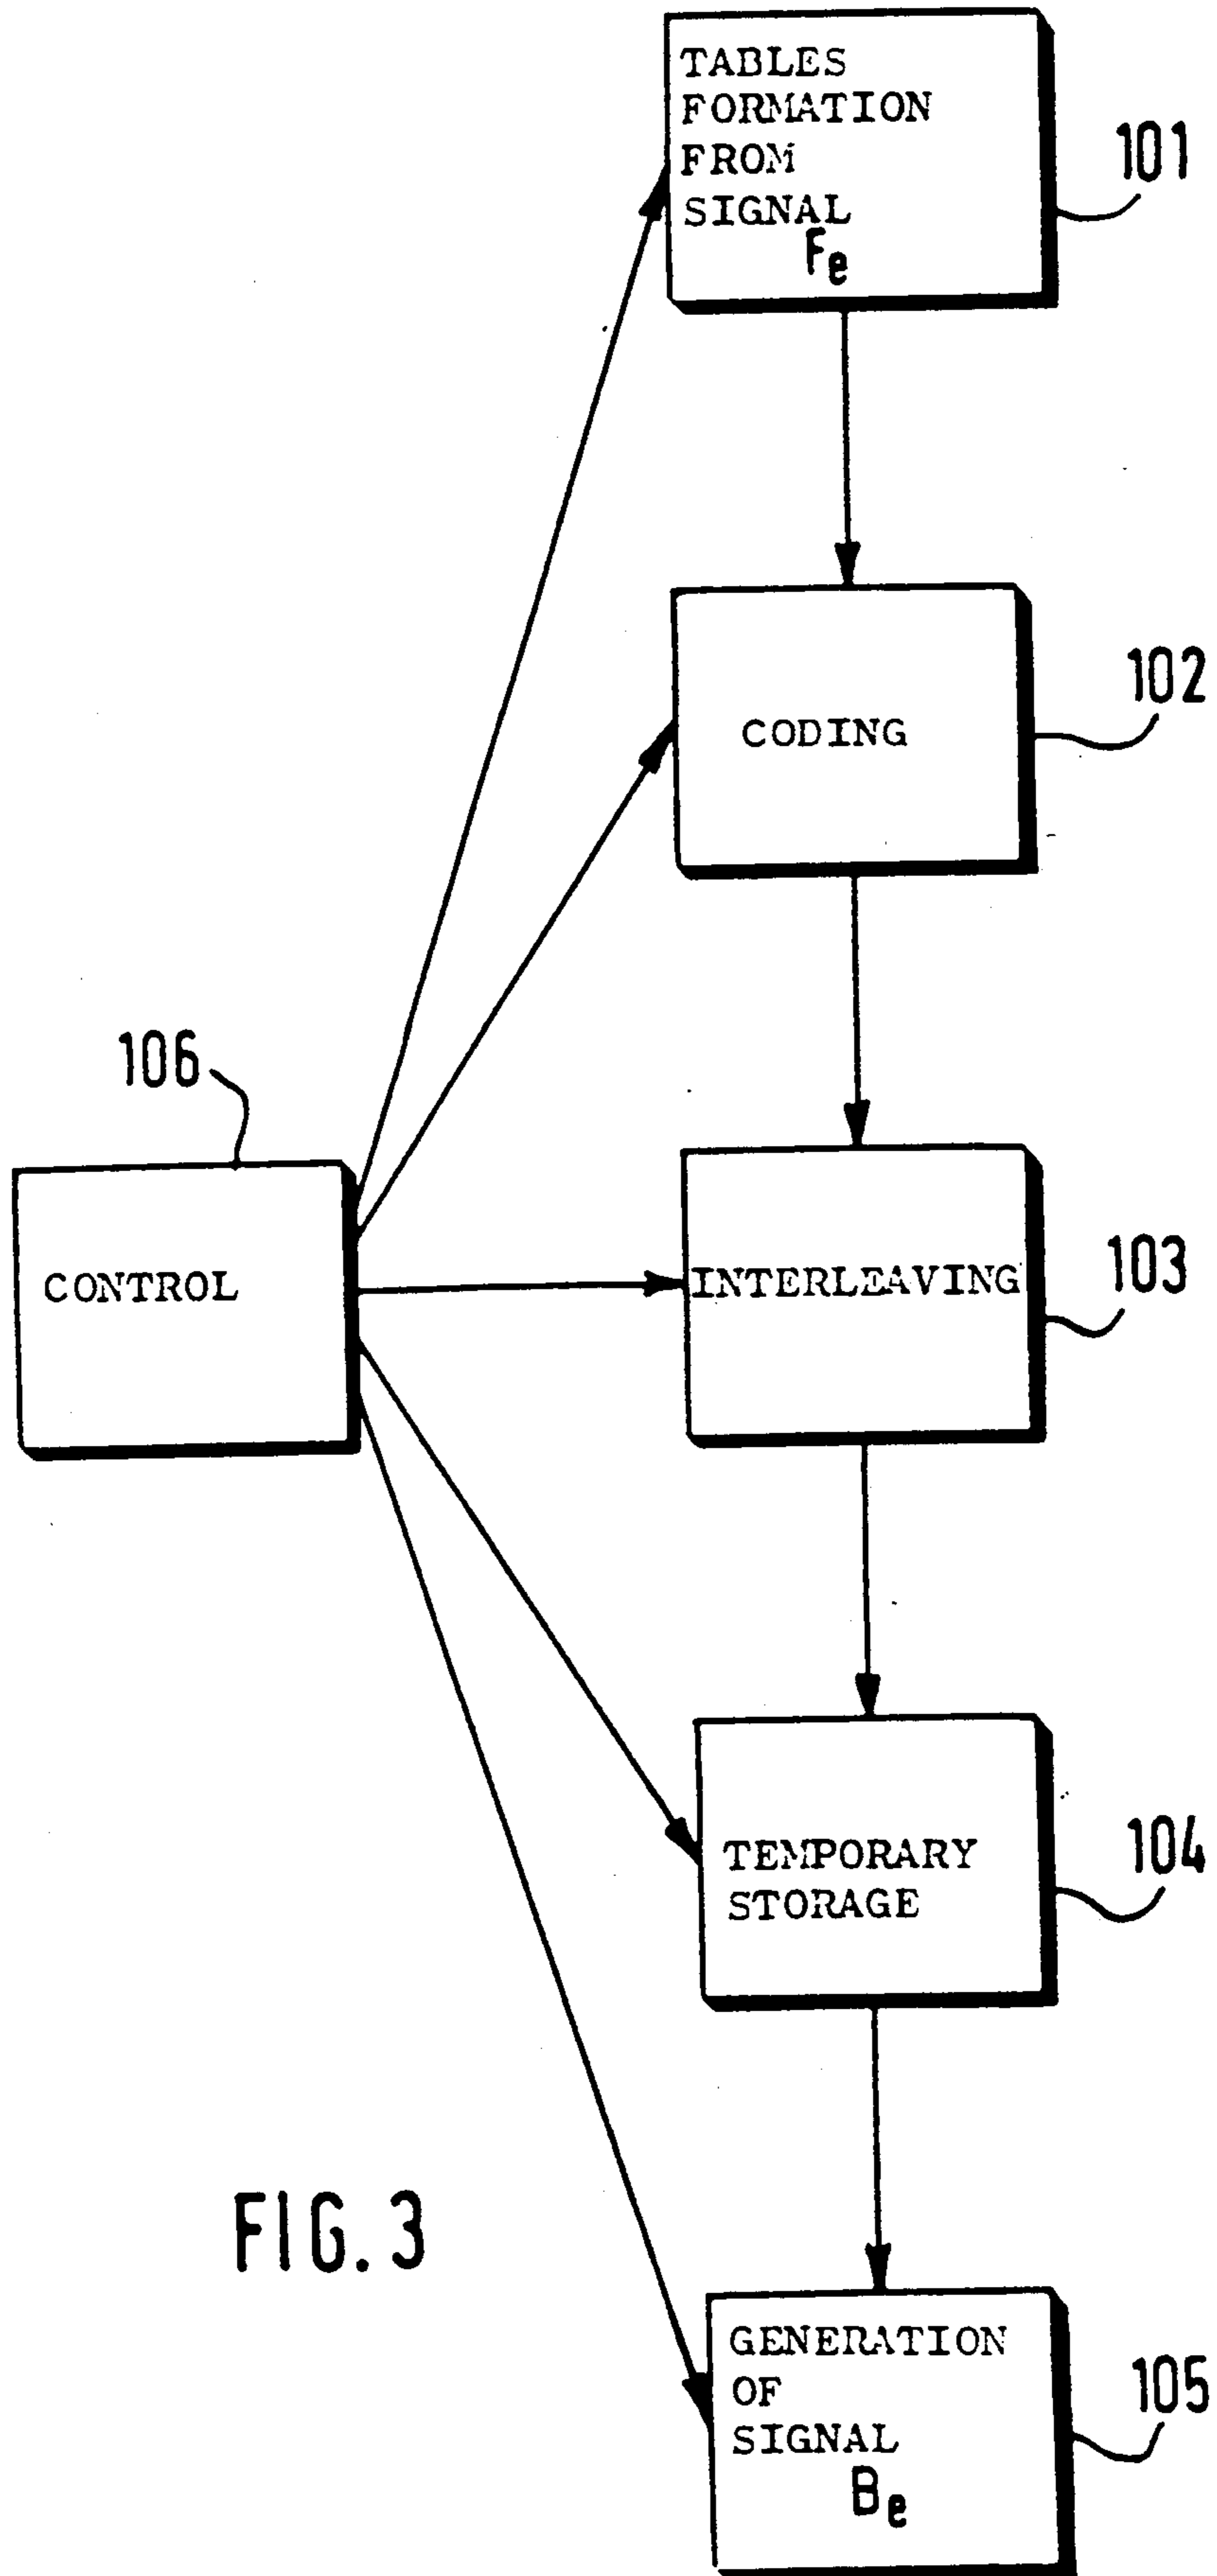 TABLES
FORMATION
FROM
SIGNAL
Fe
101
CODING
102
106
CONTROL
INTERLEAVING
103
TEMPORARY
STORAGE
104
FIG. 3
GENERATION
OF
SIGNAL
Be
105